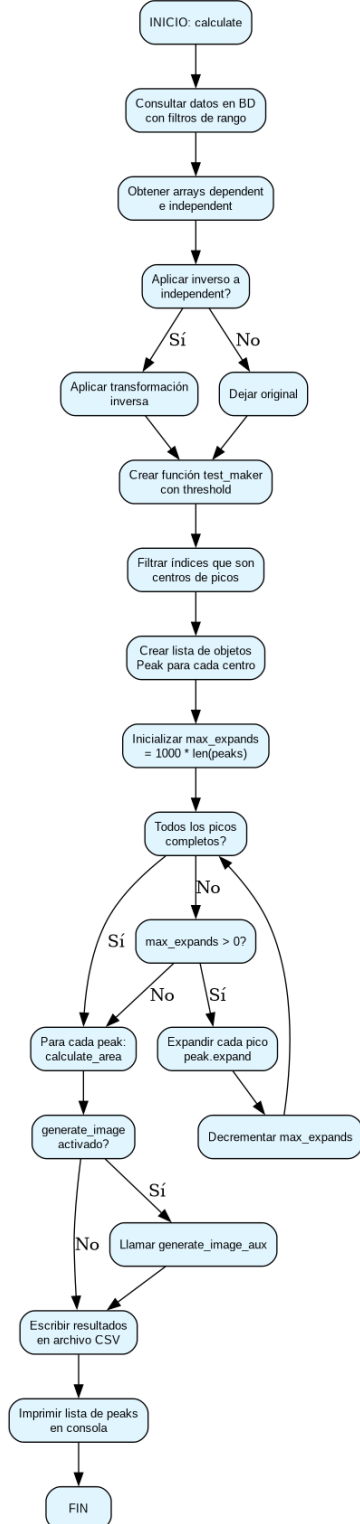 INICIO: calculate
Consultar datos en BD
con filtros de rango
Obtener arrays dependent
e independent
Aplicar inverso a
independent?
Sí
No
Aplicar transformación
inversa
Dejar original
Crear función test_maker
con threshold
Filtrar índices que son
centros de picos
Crear lista de objetos
Peak para cada centro
Inicializar max_expands
= 1000 * len(peaks)
Todos los picos
completos?
No
Sí
max_expands > 0?
No
Sí
Para cada peak:
calculate_area
Expandir cada pico
peak.expand
generate_image
activado?
Decrementar max_expands
Sí
No
Llamar generate_image_aux
Escribir resultados
en archivo CSV
Imprimir lista de peaks
en consola
FIN